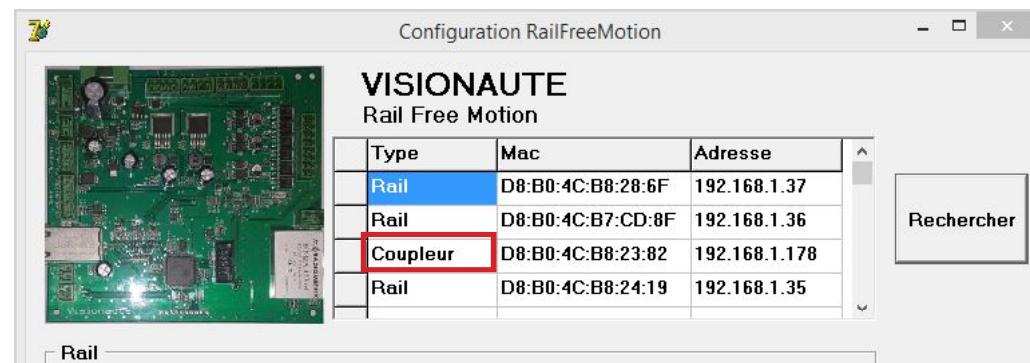 Configuration RailFreeMotion
VISIONAUTE
Rail Free Motion
Type Mac Adresse
Rail D8:B0:4C:B8:28:6F 192.168.1.37
Rail D8:B0:4C:B7:CD:8F 192.168.1.36
Coupleur D8:B0:4C:B8:23:82 192.168.1.178
Rail D8:B0:4C:B8:24:19 192.168.1.35
Rechercher
Visionaute
Rail